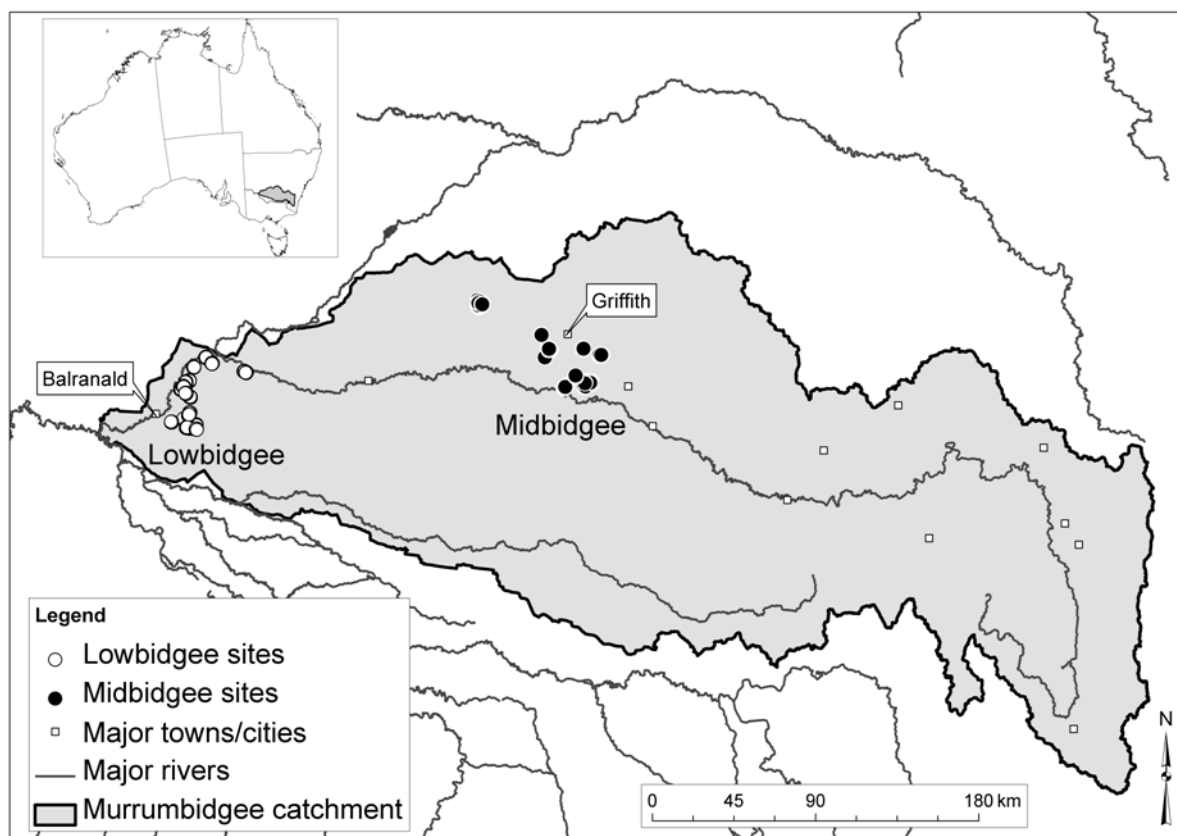 Griffith
Balranald
Midbidgee
Lowbidgee
Legend
Lowbidgee sites
Midbidgee sites
Major towns/cities
Major rivers
Murrumbidgee catchment
N
0 45 90 180 km